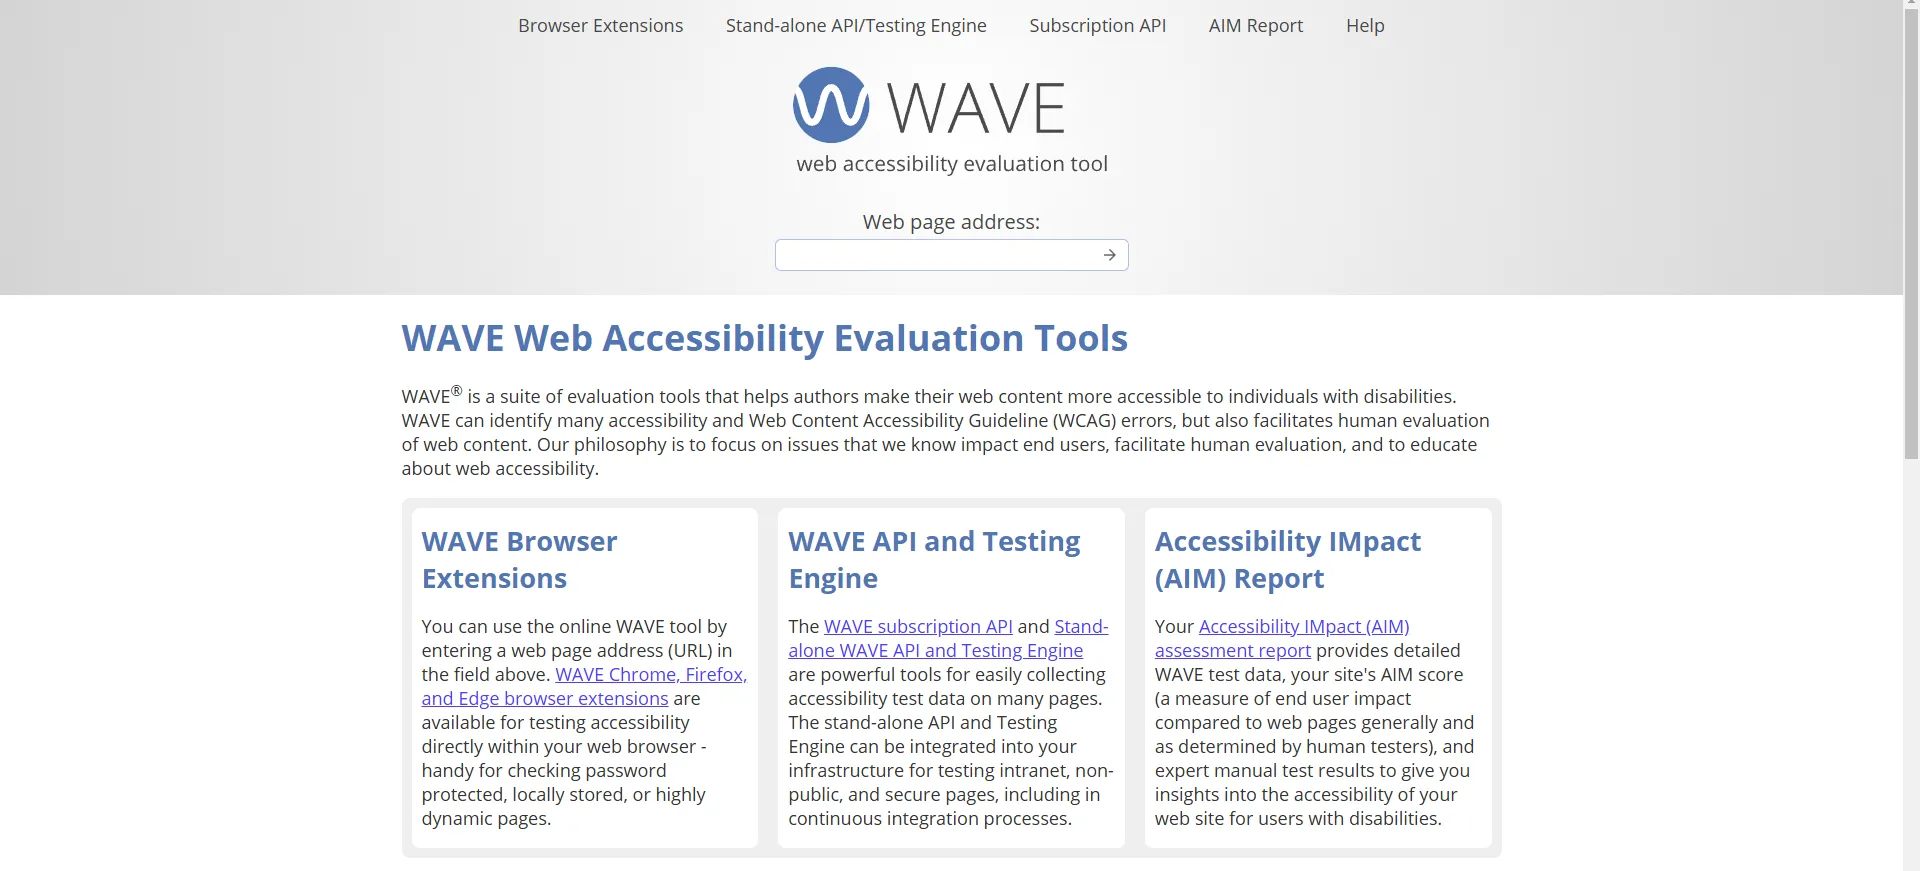 Browser Extensions Stand-alone API/Testing Engine Subscription API AIM Report Help
WAVE
web accessibility evaluation tool
Web page address:
WAVE Web Accessibility Evaluation Tools
WAVE® is a suite of evaluation tools that helps authors make their web content more accessible to individuals with disabilities.
WAVE can identify many accessibility and Web Content Accessibility Guideline (WCAG) errors, but also facilitates human evaluation
of web content. Our philosophy is to focus on issues that we know impact end users, facilitate human evaluation, and to educate
about web accessibility.
WAVE Browser
Extensions
You can use the online WAVE tool by
entering a web page address (URL) in
the field above. WAVE Chrome, Firefox,
and Edge browser extensions are
available for testing accessibility
directly within your web browser -
handy for checking password
protected, locally stored, or highly
dynamic pages.
WAVE API and Testing
Engine
The WAVE subscription API and Stand-
alone WAVE API and Testing Engine
are powerful tools for easily collecting
accessibility test data on many pages.
The stand-alone API and Testing
Engine can be integrated into your
infrastructure for testing intranet, non-
public, and secure pages, including in
continuous integration processes.
Accessibility IMpact
(AIM) Report
Your Accessibility IMpact (AIM)
assessment report provides detailed
WAVE test data, your site's AIM score
(a measure of end user impact
compared to web pages generally and
as determined by human testers), and
expert manual test results to give you
insights into the accessibility of your
web site for users with disabilities.